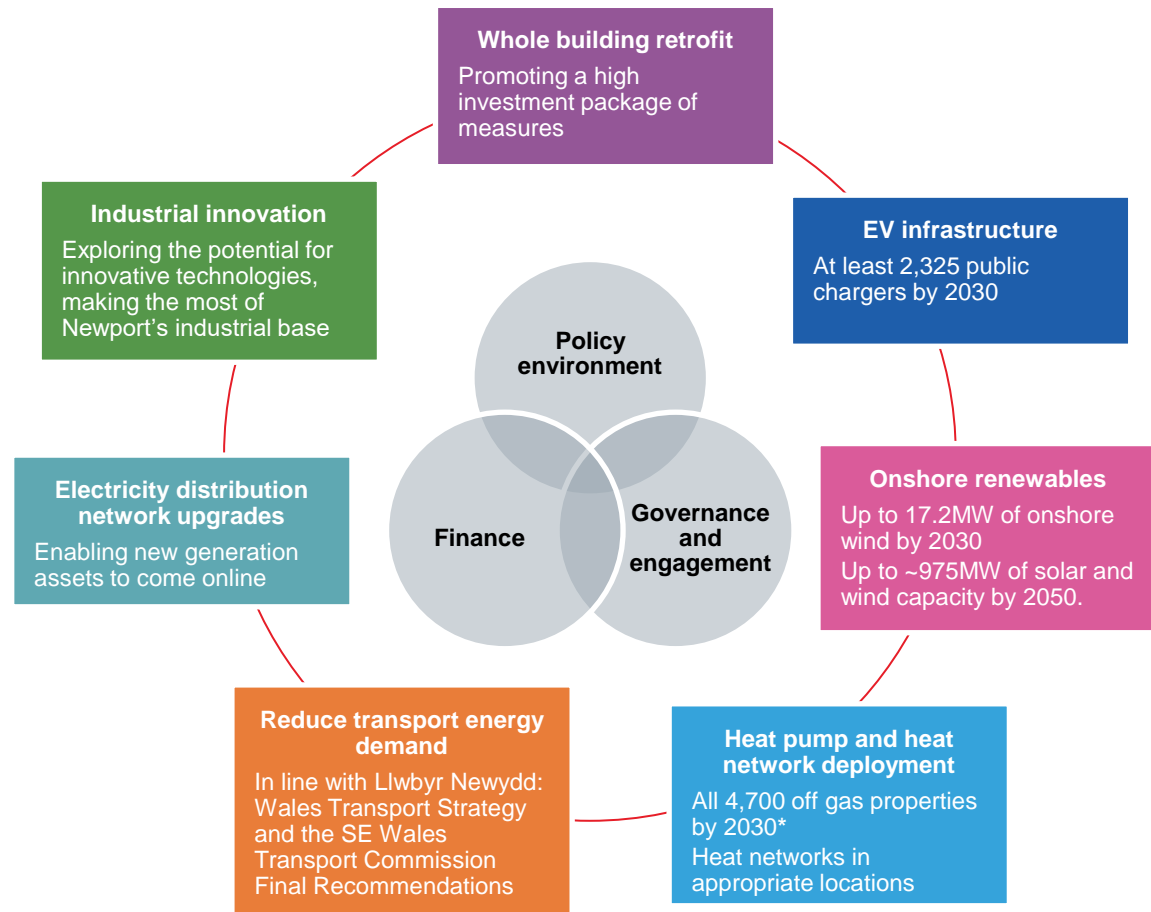 Whole building retrofit
Promoting a high
investment package of
measures
EV infrastructure
At least 2,325 public
chargers by 2030
Onshore renewables
Up to 17.2MW of onshore
wind by 2030
Up to ~975MW of solar and
wind capacity by 2050.
Heat pump and heat
network deployment
All 4,700 off gas properties
by 2030*
Heat networks in
appropriate locations
Reduce transport energy
demand
In line with Llwbyr Newydd:
Wales Transport Strategy
and the SE Wales
Transport Commission
Final Recommendations
Electricity distribution
network upgrades
Enabling new generation
assets to come online
Industrial innovation
Exploring the potential for
innovative technologies,
making the most of
Newport's industrial base
Policy
environment
Finance
Governance
and
engagement